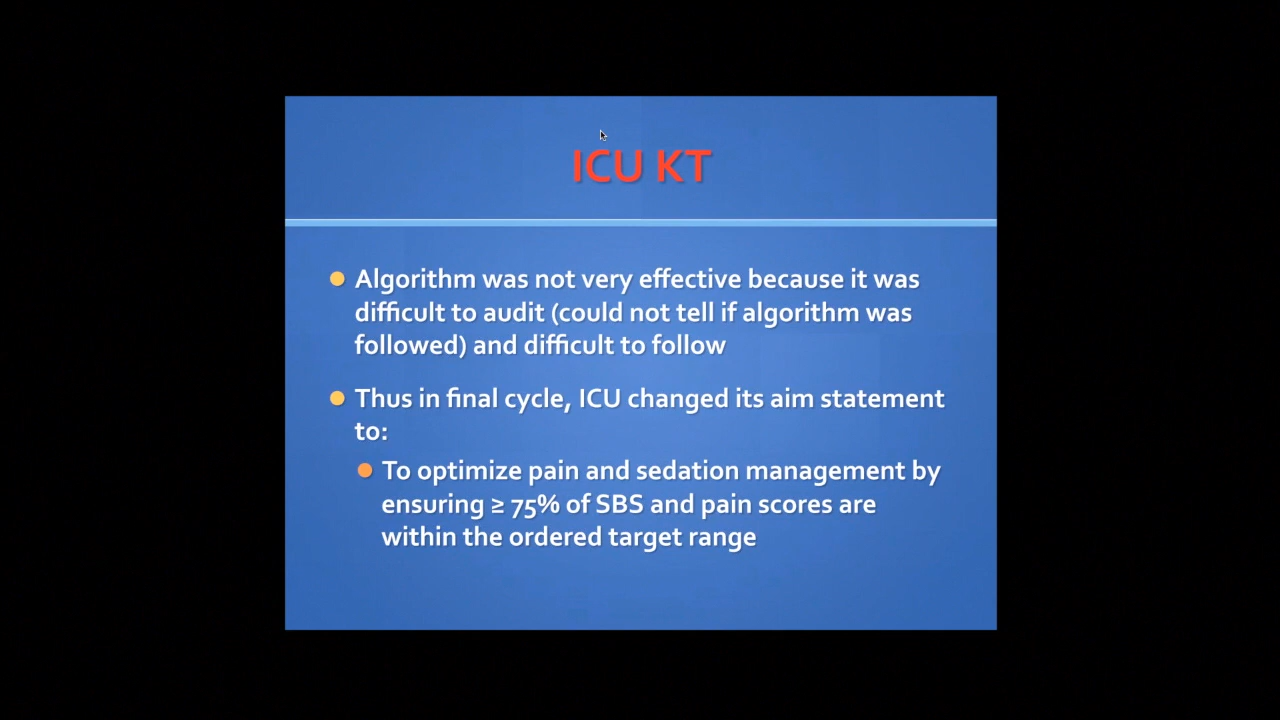 ICU KT
Algorithm was not very effective because it was
difficult to audit (could not tell if algorithm was
followed) and difficult to follow
Thus in final cycle, ICU changed its aim statement
to:
To optimize pain and sedation management by
ensuring ≥ 75% of SBS and pain scores are
within the ordered target range